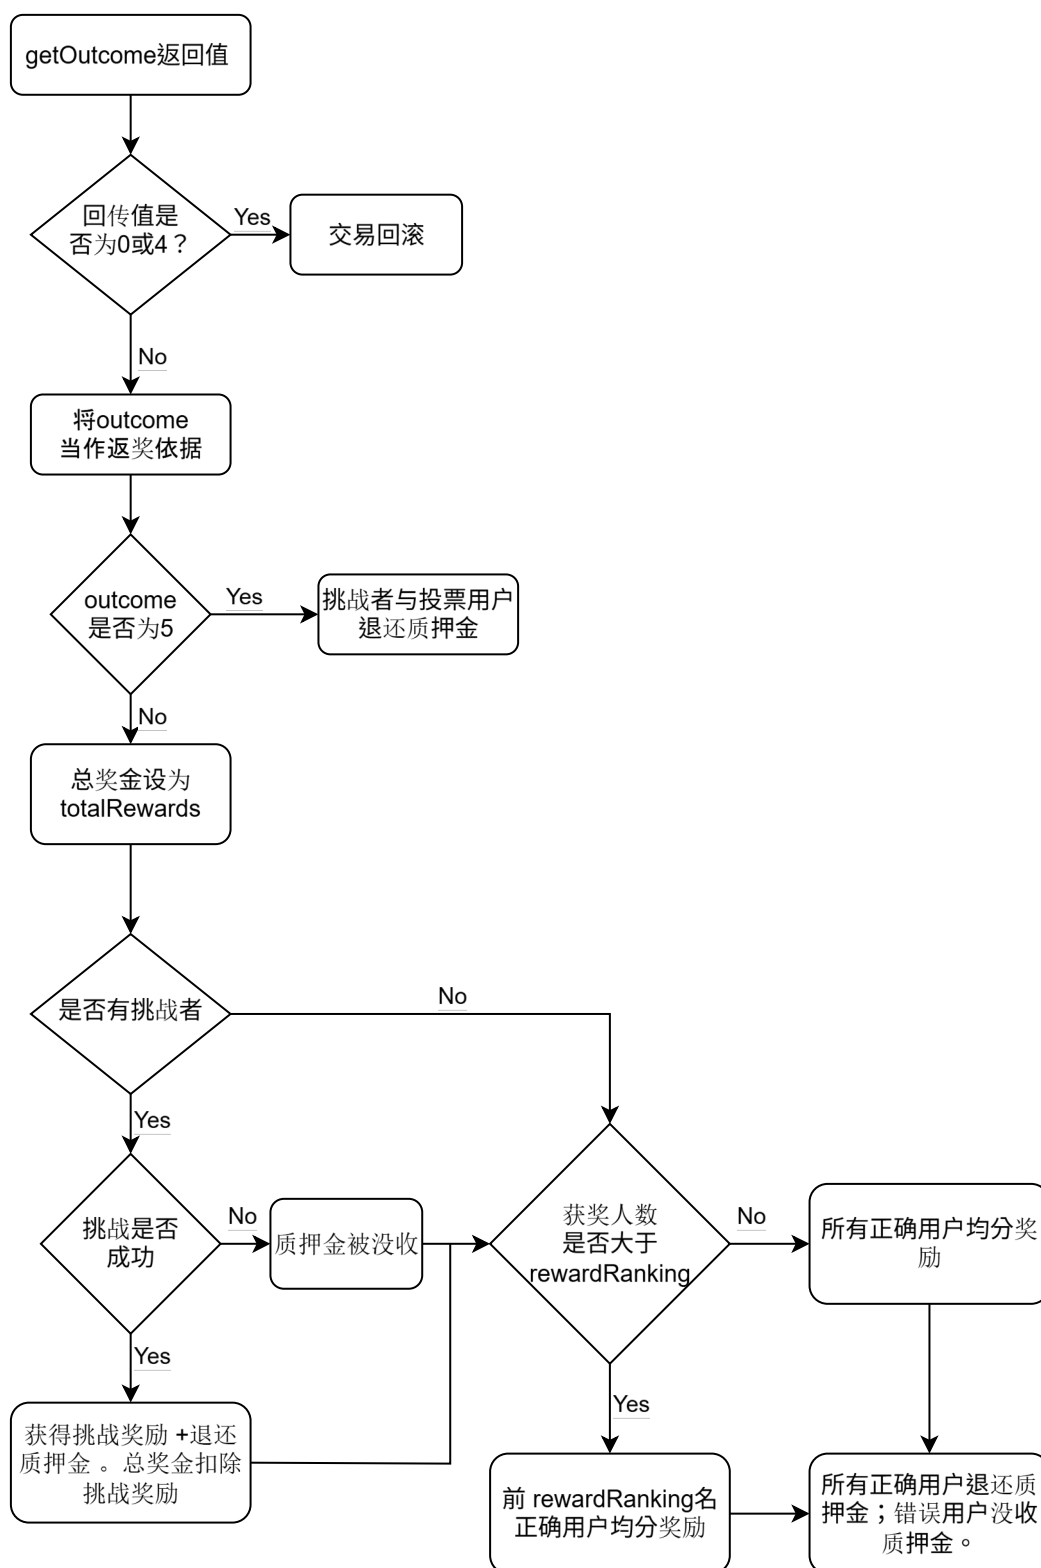 getOutcome返回值
回传值是
否为0或4？
Yes
交易回滚
No
将outcome
当作返奖依据
outcome
是否为5
Yes
挑战者与投票用户
退还质押金
No
总奖金设为
totalRewards
是否有挑战者
No
Yes
挑战是否
成功
No
质押金被没收
获奖人数
是否大于
rewardRanking
No
所有正确用户均分奖
励
Yes
获得挑战奖励 +退还
质押金 。总奖金扣除
挑战奖励
Yes
前 rewardRanking名
正确用户均分奖励
所有正确用户退还质
押金；错误用户没收
质押金。